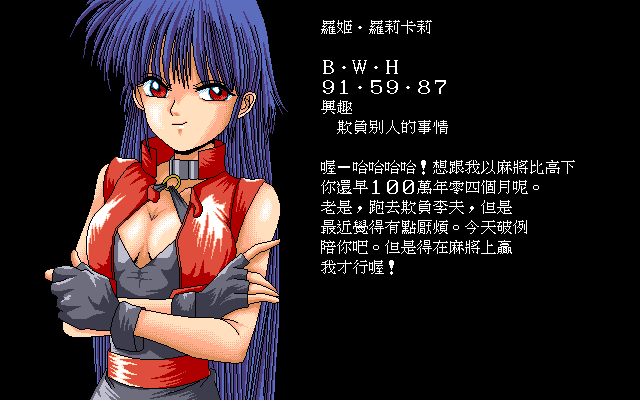 羅姬·羅莉卡莉
B·W·H
91·59·87
興趣
欺負別人的事情
喔—哈哈哈哈!想跟我以麻將比高下
你還早100萬年零四個月呢。
老是,跑去欺負李夫,但是
最近覺得有點厭煩。今天破例
陪你吧。但是得在麻將上贏
我才行喔!